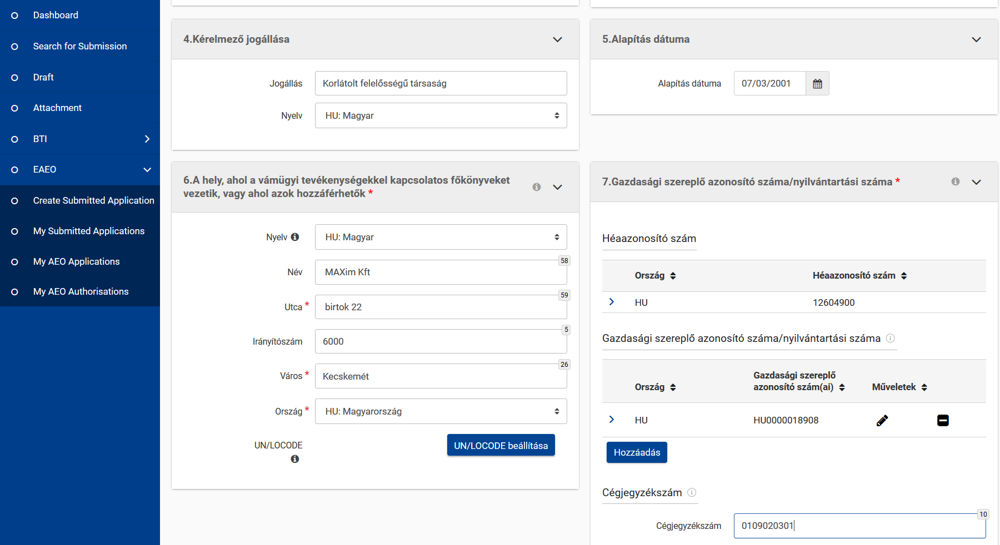 Dashboard
Search for Submission
Draft
Attachment
BTI
EAEO
Create Submitted Application
My Submitted Applications
My AEO Applications
My AEO Authorisations
4.Kérelmező jogállása
Jogállás
Korlátolt felelősségű társaság
Nyelv
HU: Magyar
5.Alapítás dátuma
Alapítás dátuma
07/03/2001
6.A hely, ahol a vámügyi tevékenységekkel kapcsolatos főkönyveket
vezetik, vagy ahol azok hozzáférhetők *
Nyelv
HU: Magyar
58
Név
MAXim Kft
59
Utca *
birtok 22
5
Irányítószám
6000
26
Város *
Kecskemét
Ország *
HU: Magyarország
UN/LOCODE
UN/LOCODE beállítása
7.Gazdasági szereplő azonosító száma/nyilvántartási száma *
Héaazonosító szám
Ország
Héaazonosító szám
HU
12604900
Gazdasági szereplő azonosító száma/nyilvántartási száma
Ország
Gazdasági szereplő
azonosító szám(ai)
Műveletek
HU
HU0000018908
Hozzáadás
Cégjegyzékszám
10
Cégjegyzékszám
0109020301